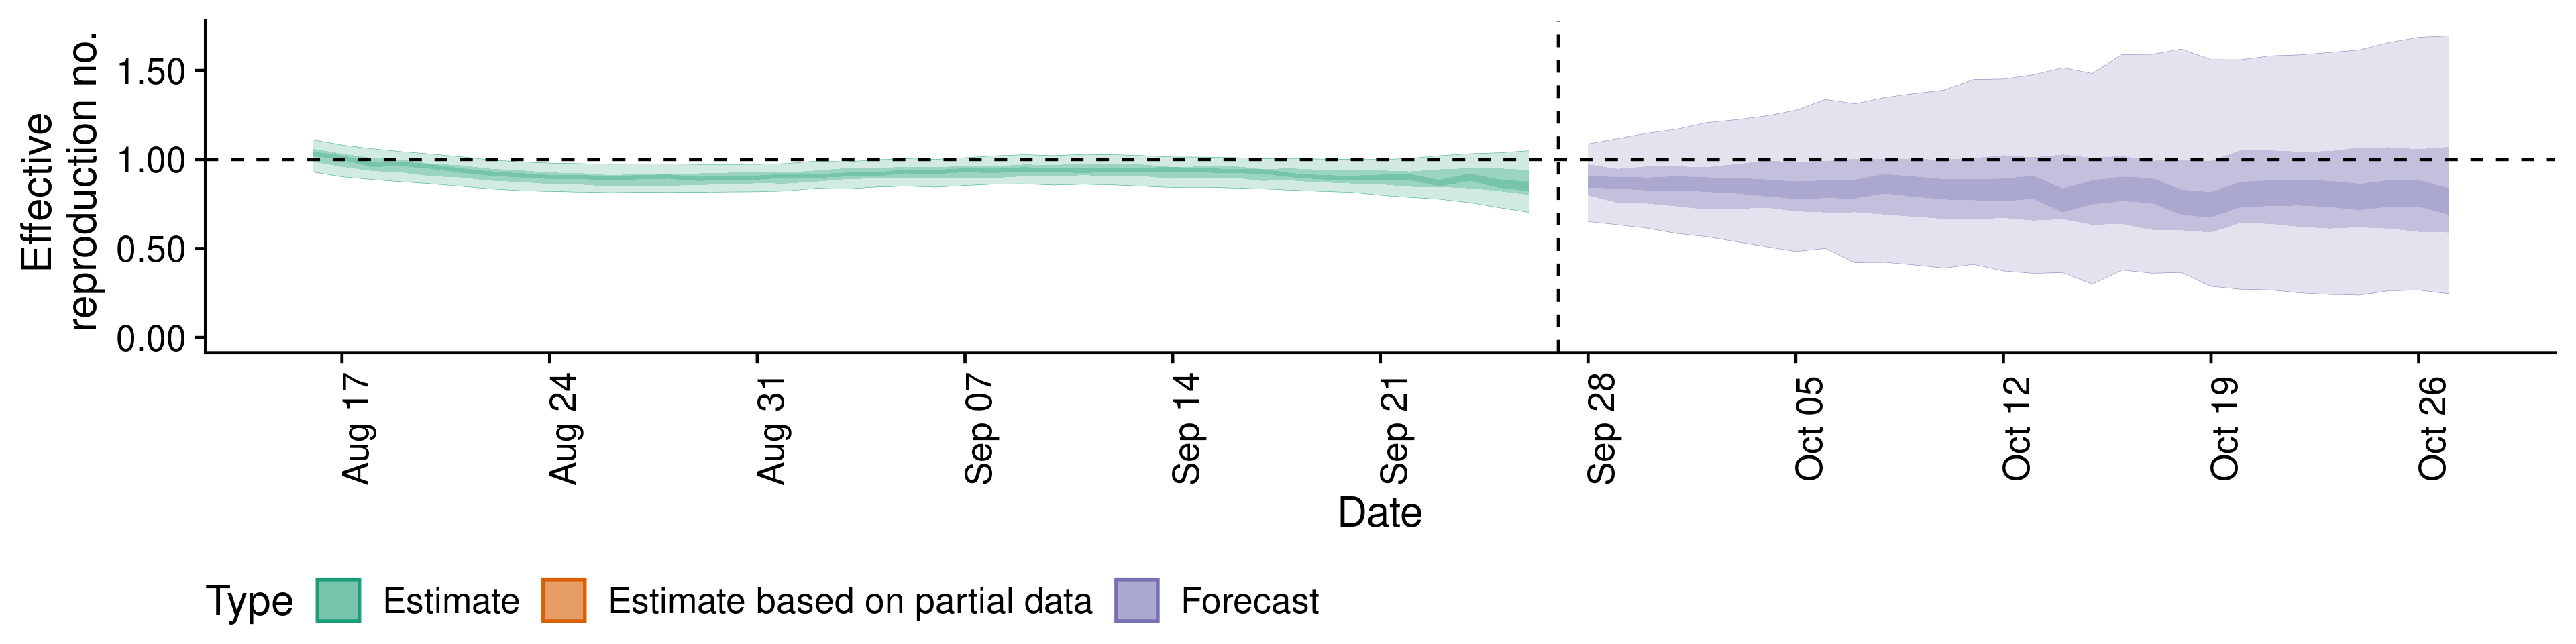 Effective
reproduction no.
1.50
1.00
0.50
0.00
Aug 17
Aug 24
Aug 31
Sep 07
Sep 14
Sep 21
Sep 28
Oct 05
Oct 12
Oct 19
Oct 26
Date
Type Estimate Estimate based on partial data Forecast